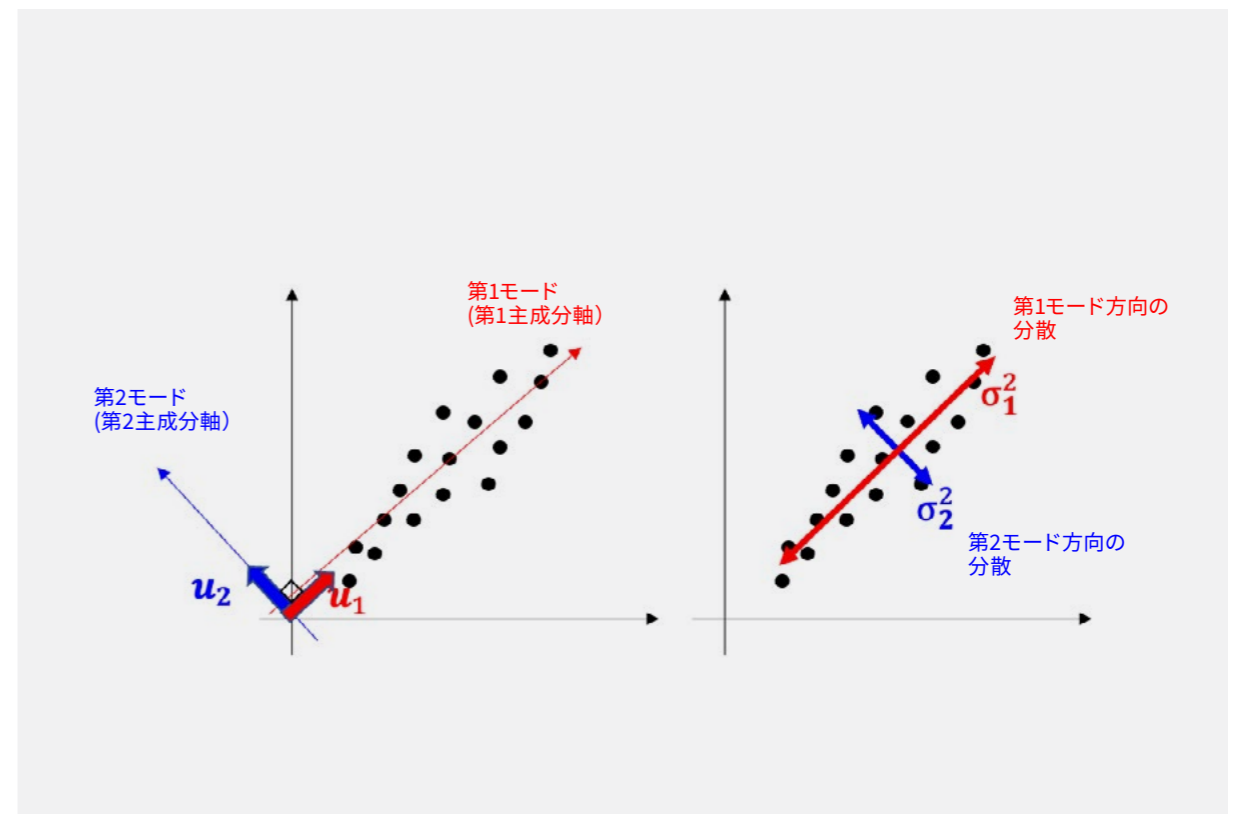 第1モード
(第1主成分軸）
第2モード
(第2主成分軸）
u₂
u₁
第1モード方向の
分散
σ₁²
σ₂²
第2モード方向の
分散